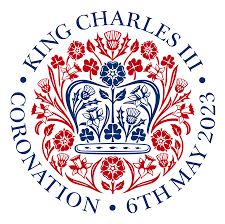 • KING CHARLES III •
CORONATION • 6TH MAY 2023